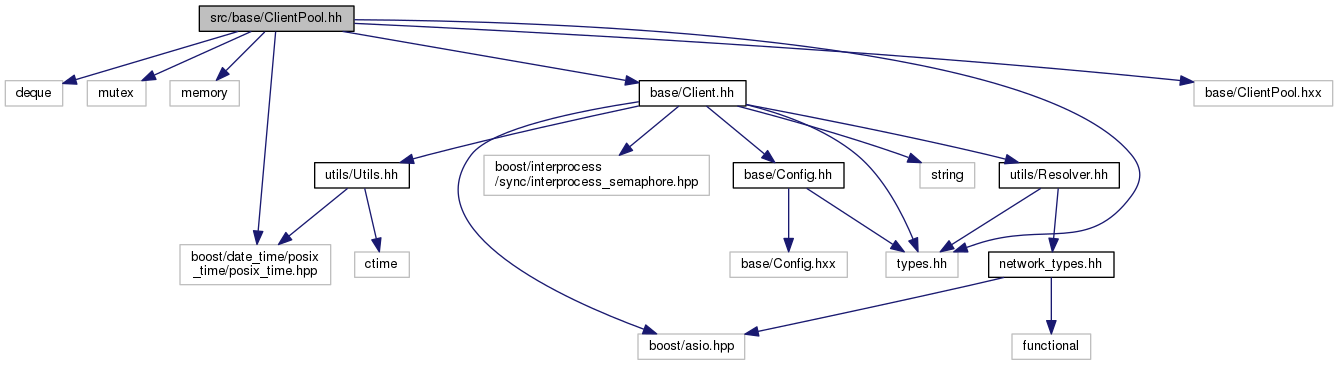 src/base/ClientPool.hh
deque
mutex
memory
base/Client.hh
base/ClientPool.hxx
utils/Utils.hh
boost/interprocess
/sync/interprocess_semaphore.hpp
base/Config.hh
string
utils/Resolver.hh
boost/date_time/posix
_time/posix_time.hpp
ctime
base/Config.hxx
types.hh
network_types.hh
boost/asio.hpp
functional